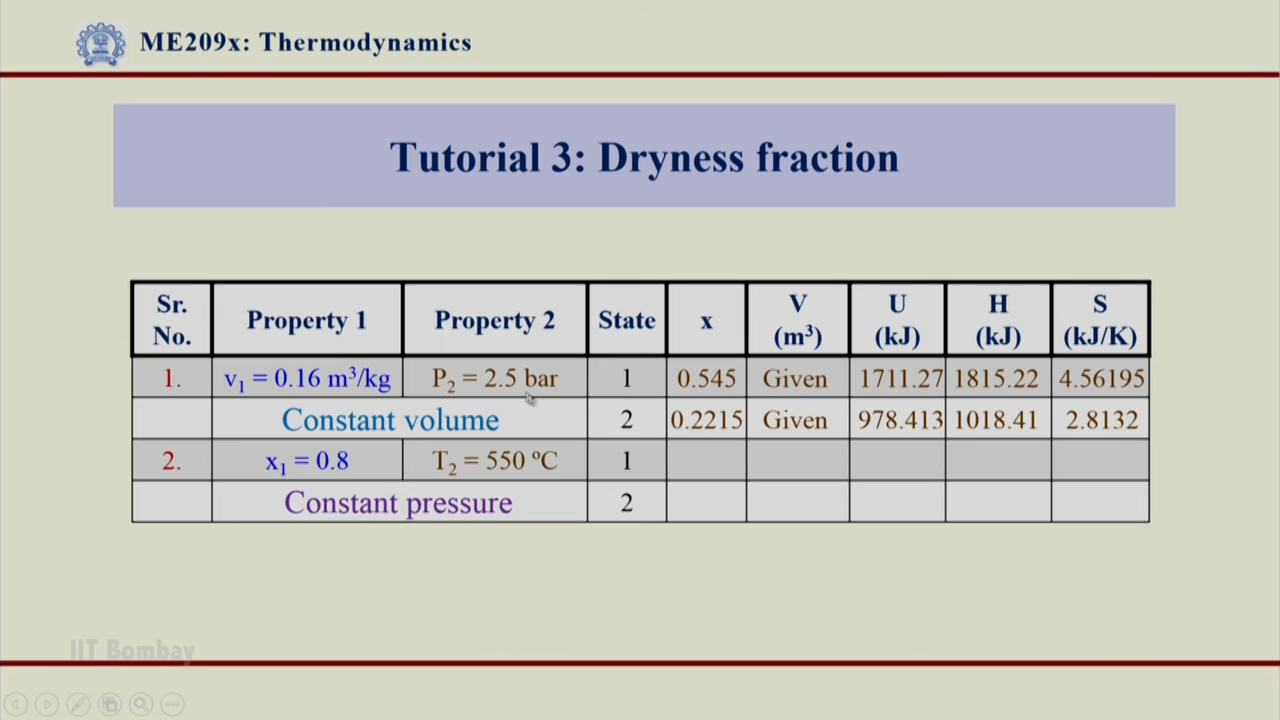 ME209x: Thermodynamics
Tutorial 3: Dryness fraction
Sr. No. Property 1 Property 2 State x V (m³) U (kJ) H (kJ) S (kJ/K)
1. v₁ = 0.16 m³/kg P₂ = 2.5 bar 1 0.545 Given 1711.27 1815.22 4.56195
Constant volume 2 0.2215 Given 978.413 1018.41 2.8132
2. x₁ = 0.8 T₂ = 550 ºC 1
Constant pressure 2
IIT Bombay